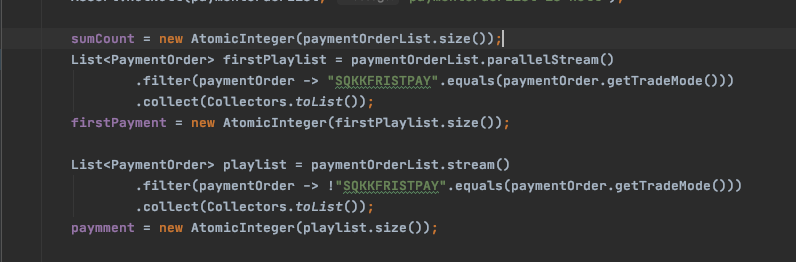 sumCount = new AtomicInteger(paymentOrderList.size());
List<PaymentOrder> firstPlaylist = paymentOrderList.parallelStream()
.filter(paymentOrder -> "SQKKFRISTPAY".equals(paymentOrder.getTradeMode()))
.collect(Collectors.toList());
firstPayment = new AtomicInteger(firstPlaylist.size());
List<PaymentOrder> playlist = paymentOrderList.stream()
.filter(paymentOrder -> !"SQKKFRISTPAY".equals(paymentOrder.getTradeMode()))
.collect(Collectors.toList());
paymment = new AtomicInteger(playlist.size());